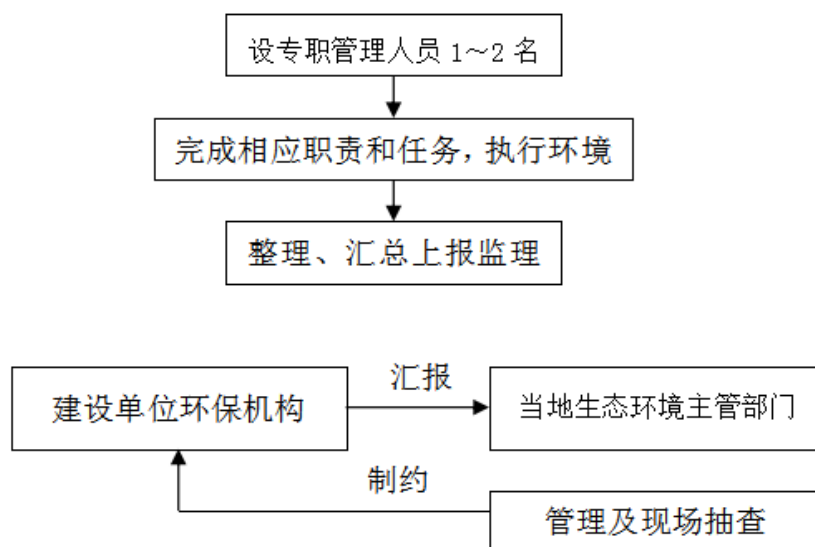 设专职管理人员1～2名
完成相应职责和任务，执行环境
整理、汇总上报监理
汇报
建设单位环保机构
当地生态环境主管部门
制约
管理及现场抽查